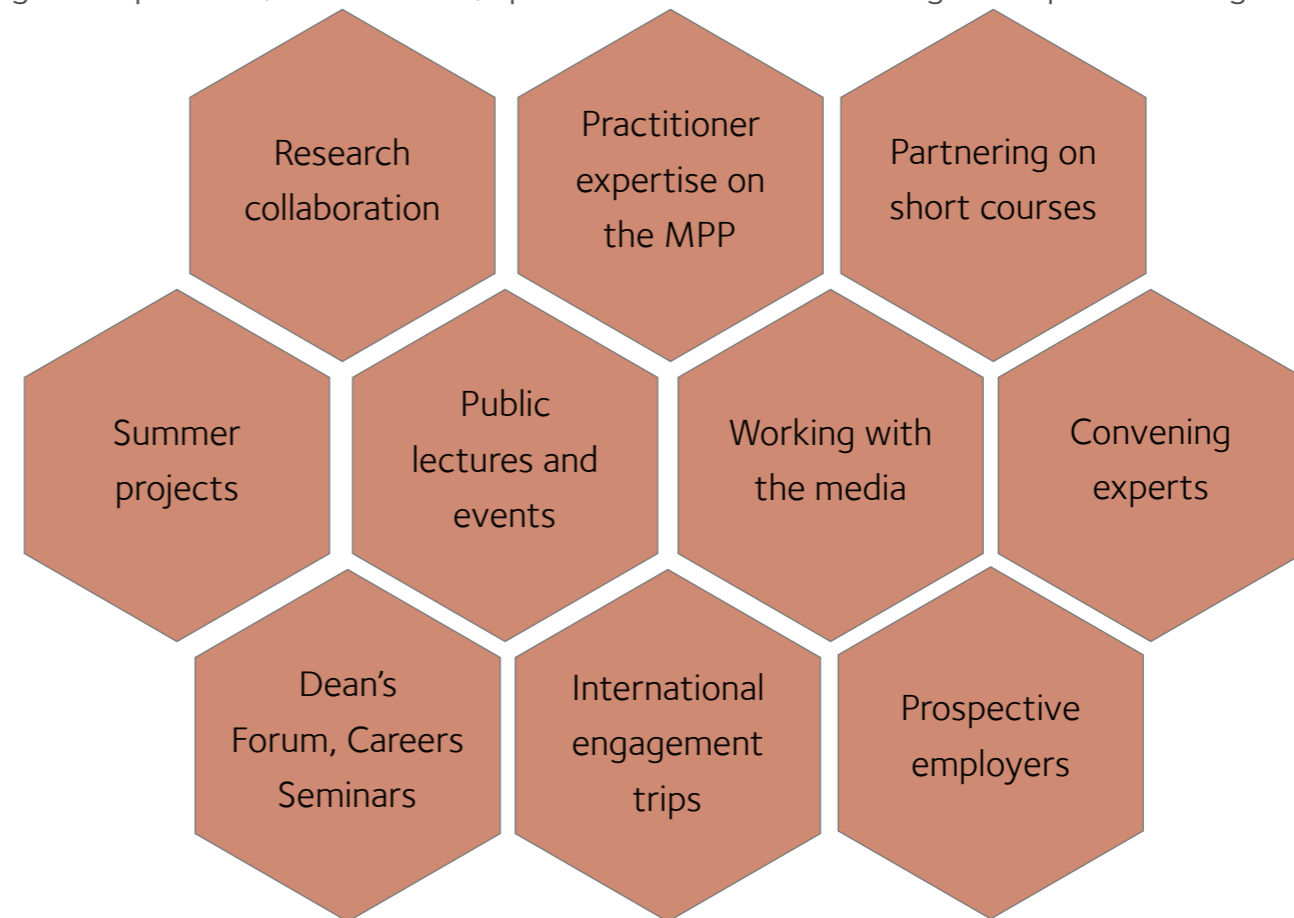 Research
collaboration
Practitioner
expertise on
the MPP
Partnering on
short courses
Summer
projects
Public
lectures and
events
Working with
the media
Convening
experts
Dean's
Forum, Careers
Seminars
International
engagement
trips
Prospective
employers